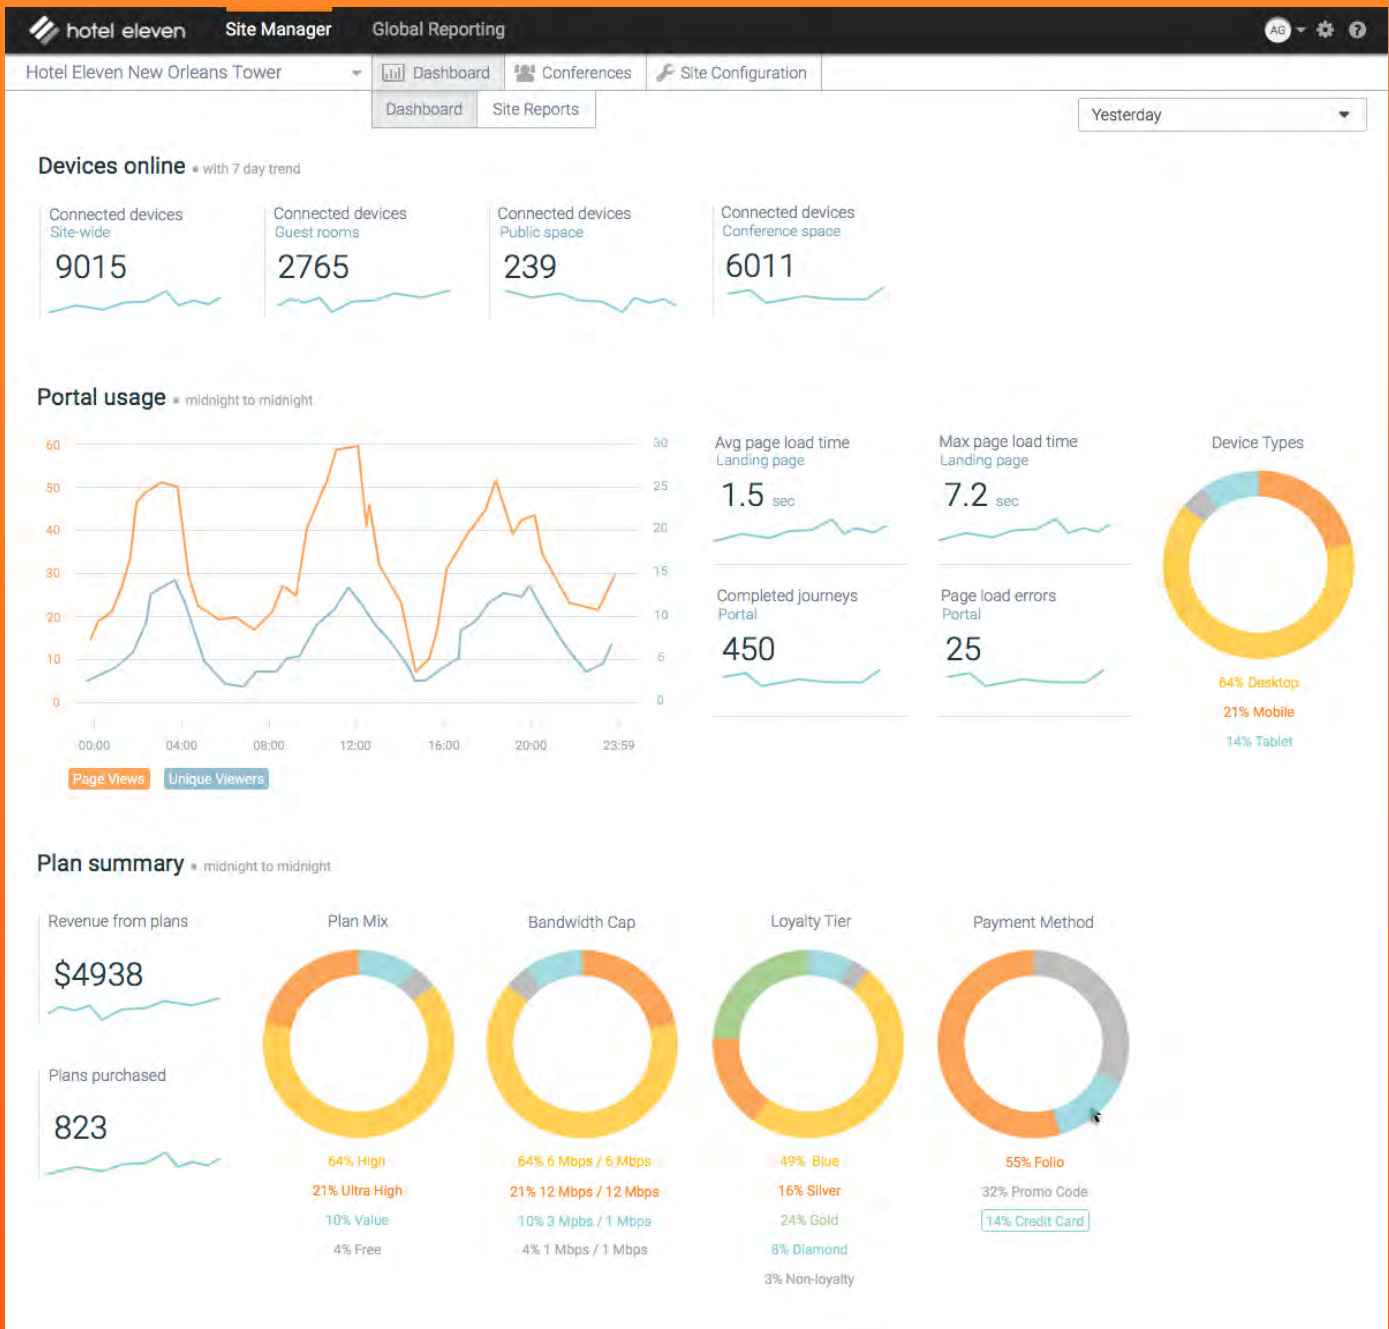 hotel eleven Site Manager Global Reporting AG ?
Hotel Eleven New Orleans Tower Dashboard Conferences Site Configuration
Dashboard Site Reports
Yesterday
Devices online • with 7 day trend
Connected devices
Site-wide
9015
Connected devices
Guest rooms
2765
Connected devices
Public space
239
Connected devices
Conference space
6011
Portal usage • midnight to midnight
60
50
40
30
20
10
0
30
25
20
15
10
5
0
00:00 04:00 08:00 12:00 16:00 20:00 23:59
Page Views Unique Viewers
Avg page load time
Landing page
1.5 sec
Max page load time
Landing page
7.2 sec
Completed journeys
Portal
450
Page load errors
Portal
25
Device Types
64% Desktop
21% Mobile
14% Tablet
Plan summary • midnight to midnight
Revenue from plans
$4938
Plans purchased
823
Plan Mix
64% High
21% Ultra High
10% Value
4% Free
Bandwidth Cap
64% 6 Mbps / 6 Mbps
21% 12 Mbps / 12 Mbps
10% 3 Mpbs / 1 Mbps
4% 1 Mbps / 1 Mbps
Loyalty Tier
49% Blue
16% Silver
24% Gold
8% Diamond
3% Non-loyalty
Payment Method
55% Folio
32% Promo Code
14% Credit Card